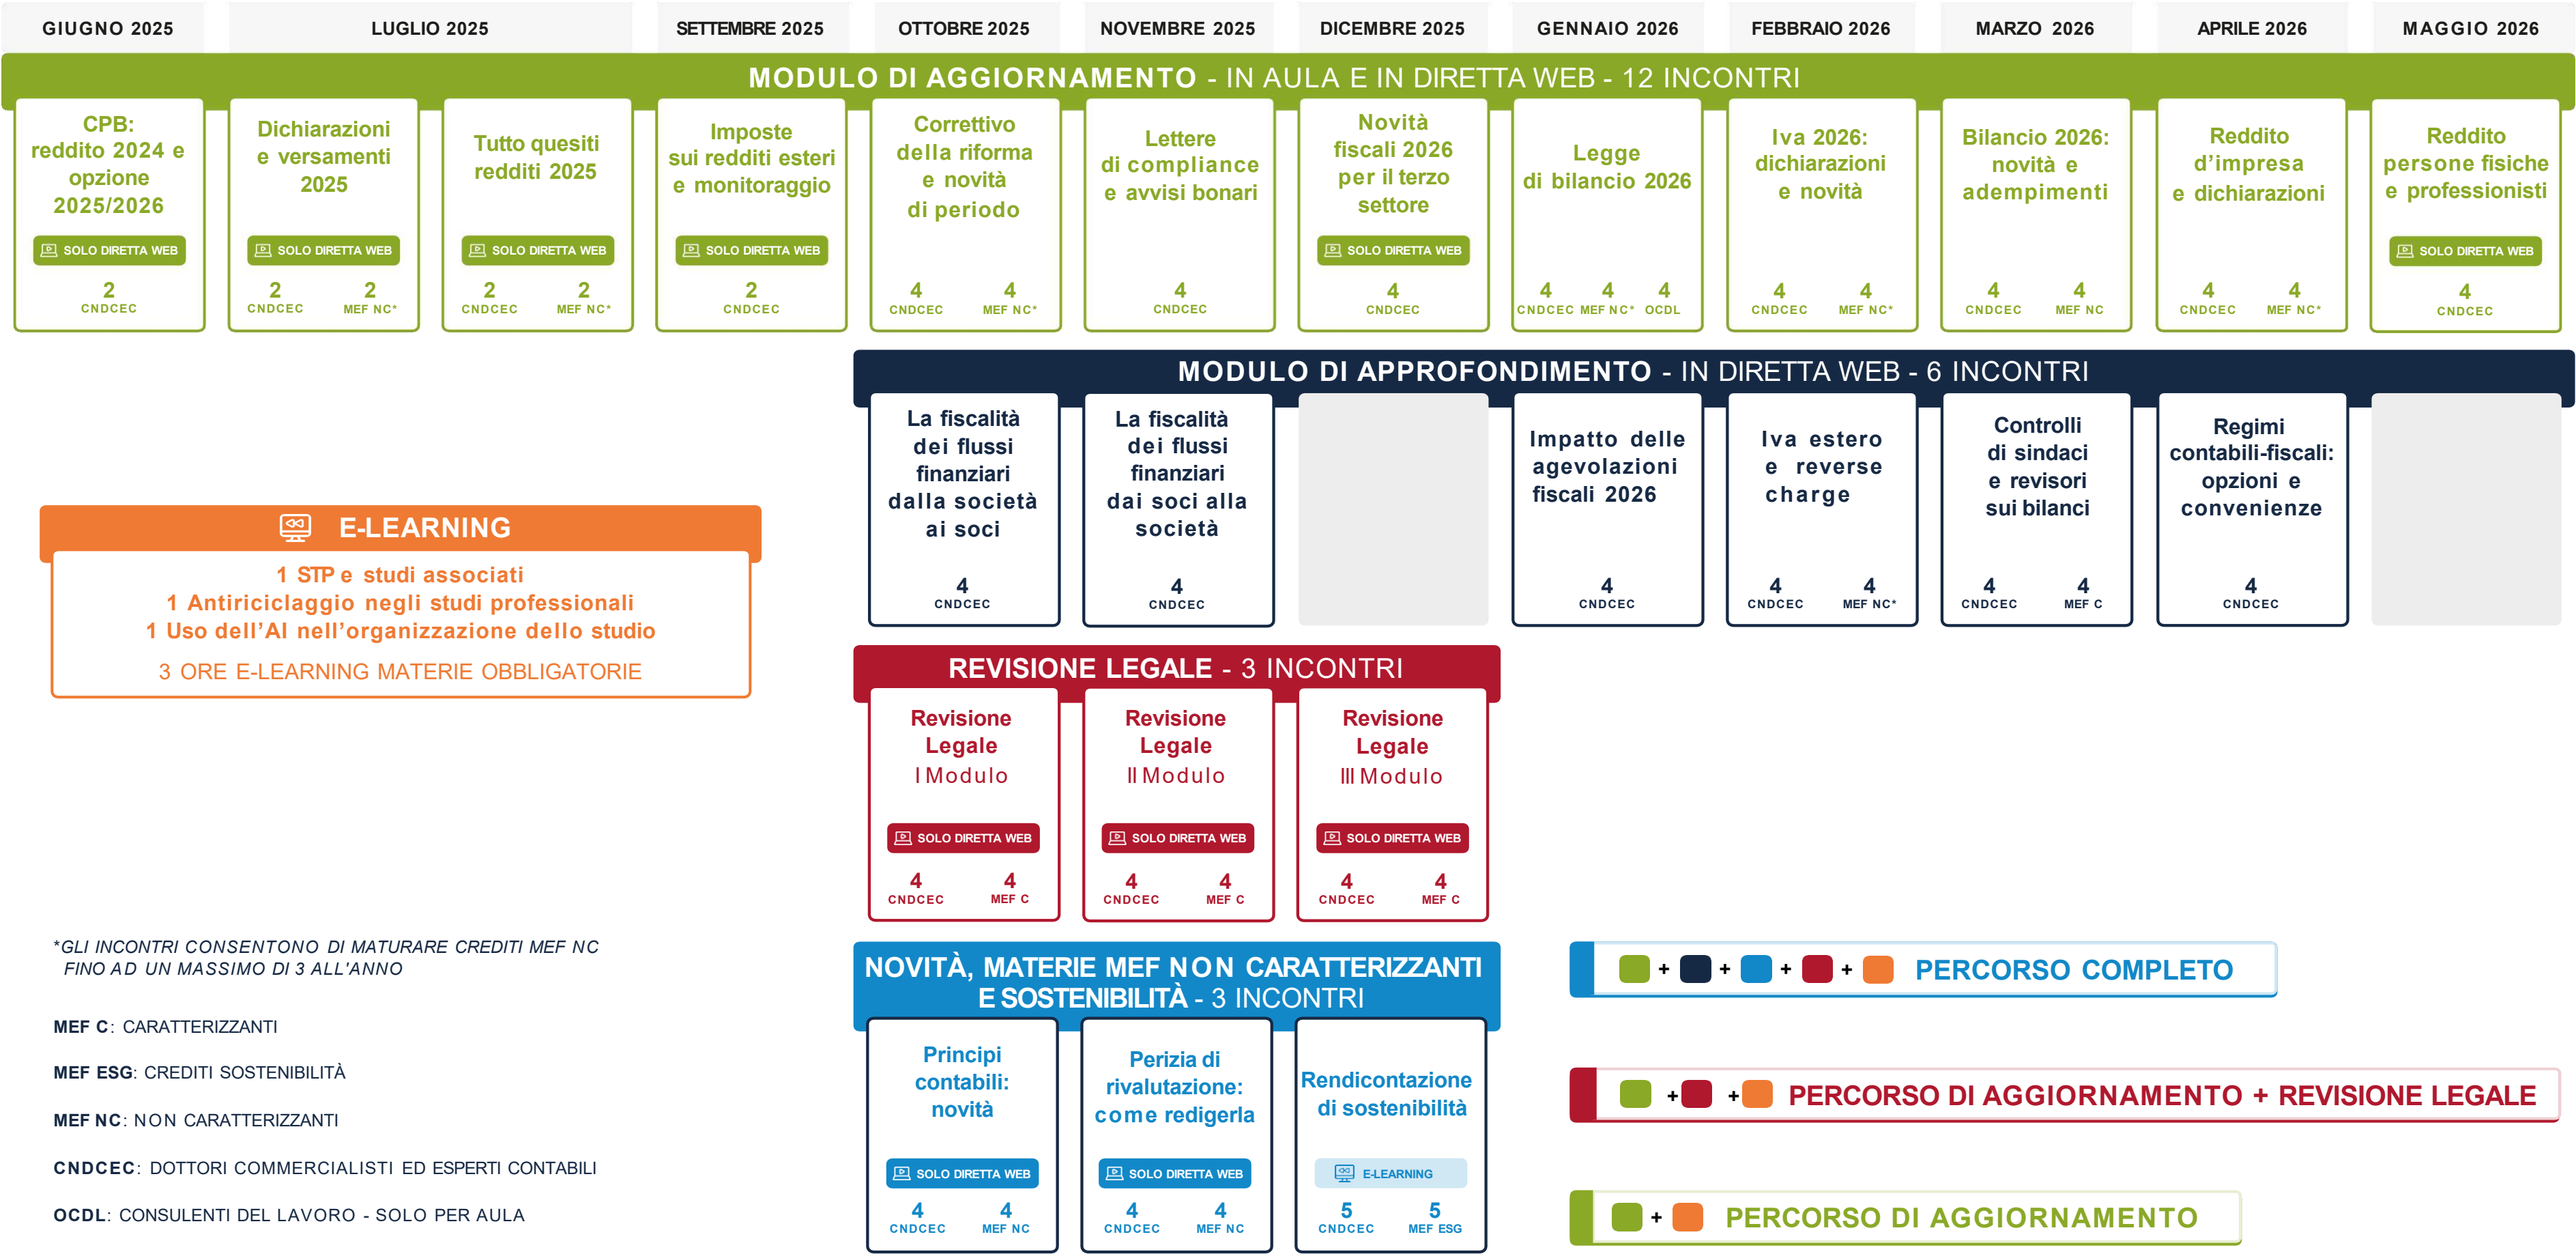 GIUGNO 2025
LUGLIO 2025
SETTEMBRE 2025
OTTOBRE 2025
NOVEMBRE 2025
DICEMBRE 2025
GENNAIO 2026
FEBBRAIO 2026
MARZO 2026
APRILE 2026
MAGGIO 2026
MODULO DI AGGIORNAMENTO - IN AULA E IN DIRETTA WEB - 12 INCONTRI
CPB:
reddito 2024 e
opzione
2025/2026
SOLO DIRETTA WEB
2
CNDCEC
Dichiarazioni
e versamenti
2025
SOLO DIRETTA WEB
2 2
CNDCEC MEF NC*
Tutto quesiti
redditi 2025
SOLO DIRETTA WEB
2 2
CNDCEC MEF NC*
Imposte
sui redditi esteri
e monitoraggio
SOLO DIRETTA WEB
2
CNDCEC
Correttivo
della riforma
e novità
di periodo
4 4
CNDCEC MEF NC*
Lettere
di compliance
e avvisi bonari
4
CNDCEC
Novità
fiscali 2026
per il terzo
settore
SOLO DIRETTA WEB
4
CNDCEC
Legge
di bilancio 2026
4 4 4
CNDCEC MEF NC* OCDL
Iva 2026:
dichiarazioni
e novità
4 4
CNDCEC MEF NC*
Bilancio 2026:
novità e
adempimenti
4 4
CNDCEC MEF NC
Reddito
d’impresa
e dichiarazioni
4 4
CNDCEC MEF NC*
Reddito
persone fisiche
e professionisti
SOLO DIRETTA WEB
4
CNDCEC
MODULO DI APPROFONDIMENTO - IN DIRETTA WEB - 6 INCONTRI
La fiscalità
dei flussi
finanziari
dalla società
ai soci
4
CNDCEC
La fiscalità
dei flussi
finanziari
dai soci alla
società
4
CNDCEC
Impatto delle
agevolazioni
fiscali 2026
4
CNDCEC
Iva estero
e reverse
charge
4 4
CNDCEC MEF NC*
Controlli
di sindaci
e revisori
sui bilanci
4 4
CNDCEC MEF C
Regimi
contabili-fiscali:
opzioni e
convenienze
4
CNDCEC
E-LEARNING
1 STP e studi associati
1 Antiriciclaggio negli studi professionali
1 Uso dell’AI nell’organizzazione dello studio
3 ORE E-LEARNING MATERIE OBBLIGATORIE
REVISIONE LEGALE - 3 INCONTRI
Revisione
Legale
I Modulo
SOLO DIRETTA WEB
4 4
CNDCEC MEF C
Revisione
Legale
II Modulo
SOLO DIRETTA WEB
4 4
CNDCEC MEF C
Revisione
Legale
III Modulo
SOLO DIRETTA WEB
4 4
CNDCEC MEF C
*GLI INCONTRI CONSENTONO DI MATURARE CREDITI MEF NC
FINO AD UN MASSIMO DI 3 ALL'ANNO
MEF C: CARATTERIZZANTI
MEF ESG: CREDITI SOSTENIBILITÀ
MEF NC: NON CARATTERIZZANTI
CNDCEC: DOTTORI COMMERCIALISTI ED ESPERTI CONTABILI
OCDL: CONSULENTI DEL LAVORO - SOLO PER AULA
NOVITÀ, MATERIE MEF NON CARATTERIZZANTI
E SOSTENIBILITÀ - 3 INCONTRI
Principi
contabili:
novità
SOLO DIRETTA WEB
4 4
CNDCEC MEF NC
Perizia di
rivalutazione:
come redigerla
SOLO DIRETTA WEB
4 4
CNDCEC MEF NC
Rendicontazione
di sostenibilità
E-LEARNING
5 5
CNDCEC MEF ESG
+ + + + PERCORSO COMPLETO
+ + PERCORSO DI AGGIORNAMENTO + REVISIONE LEGALE
+ PERCORSO DI AGGIORNAMENTO